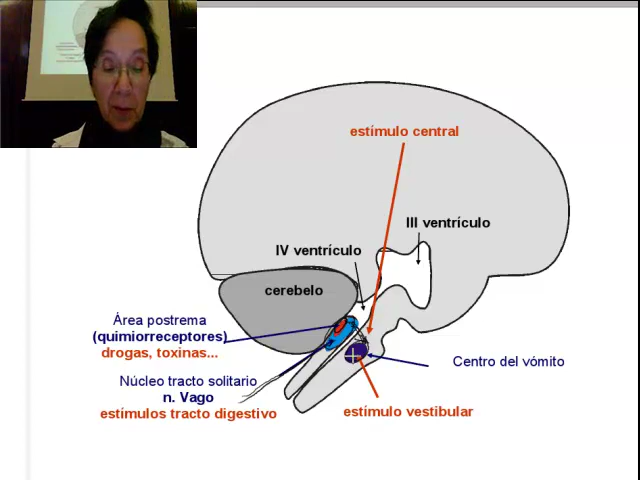 estímulo central
III ventrículo
IV ventrículo
cerebelo
Área postrema
(quimiorreceptores)
drogas, toxinas...
Centro del vómito
Núcleo tracto solitario
n. Vago
estímulos tracto digestivo
estímulo vestibular